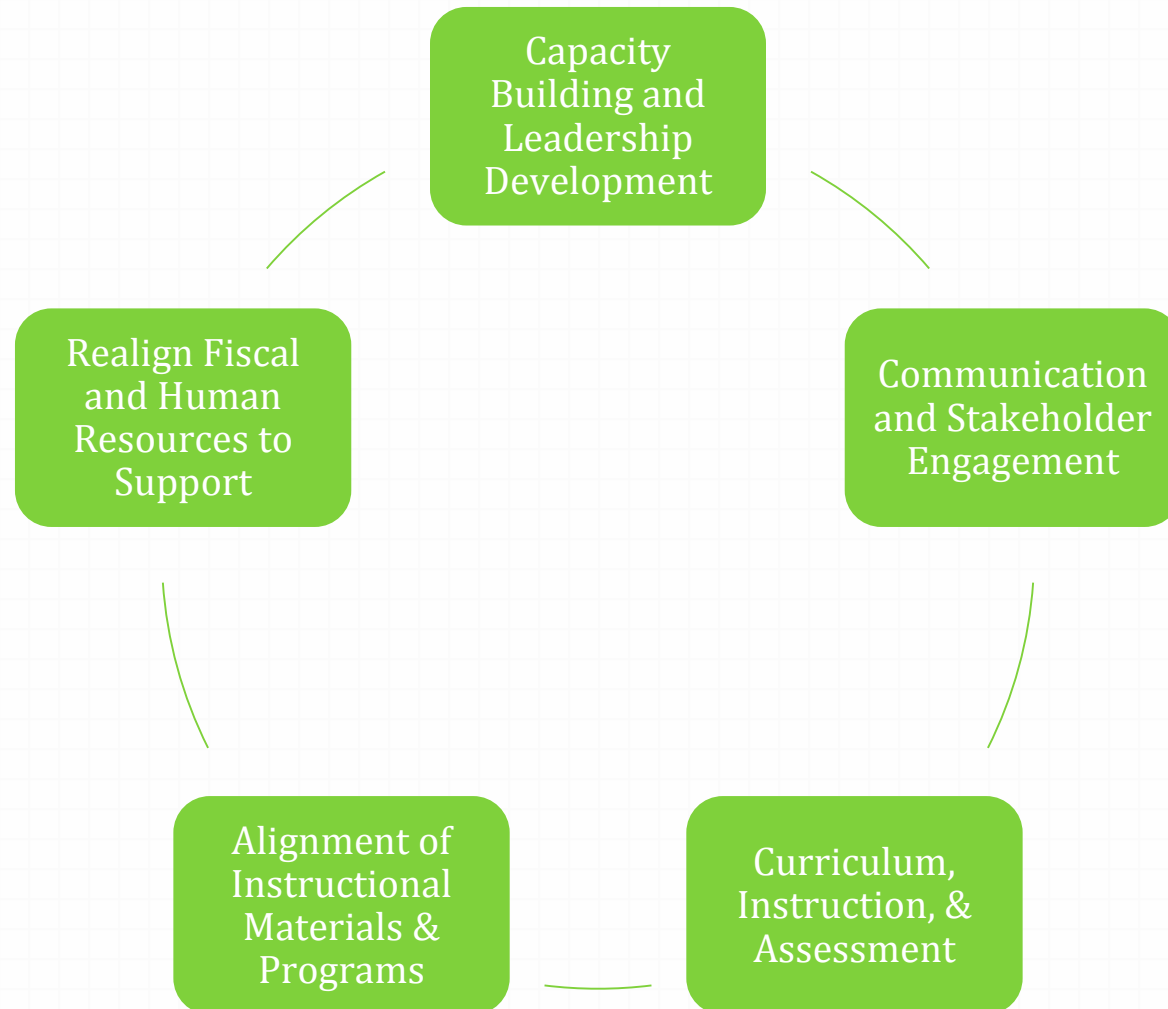 Capacity
Building and
Leadership
Development
Realign Fiscal
and Human
Resources to
Support
Communication
and Stakeholder
Engagement
Alignment of
Instructional
Materials &
Programs
Curriculum,
Instruction, &
Assessment